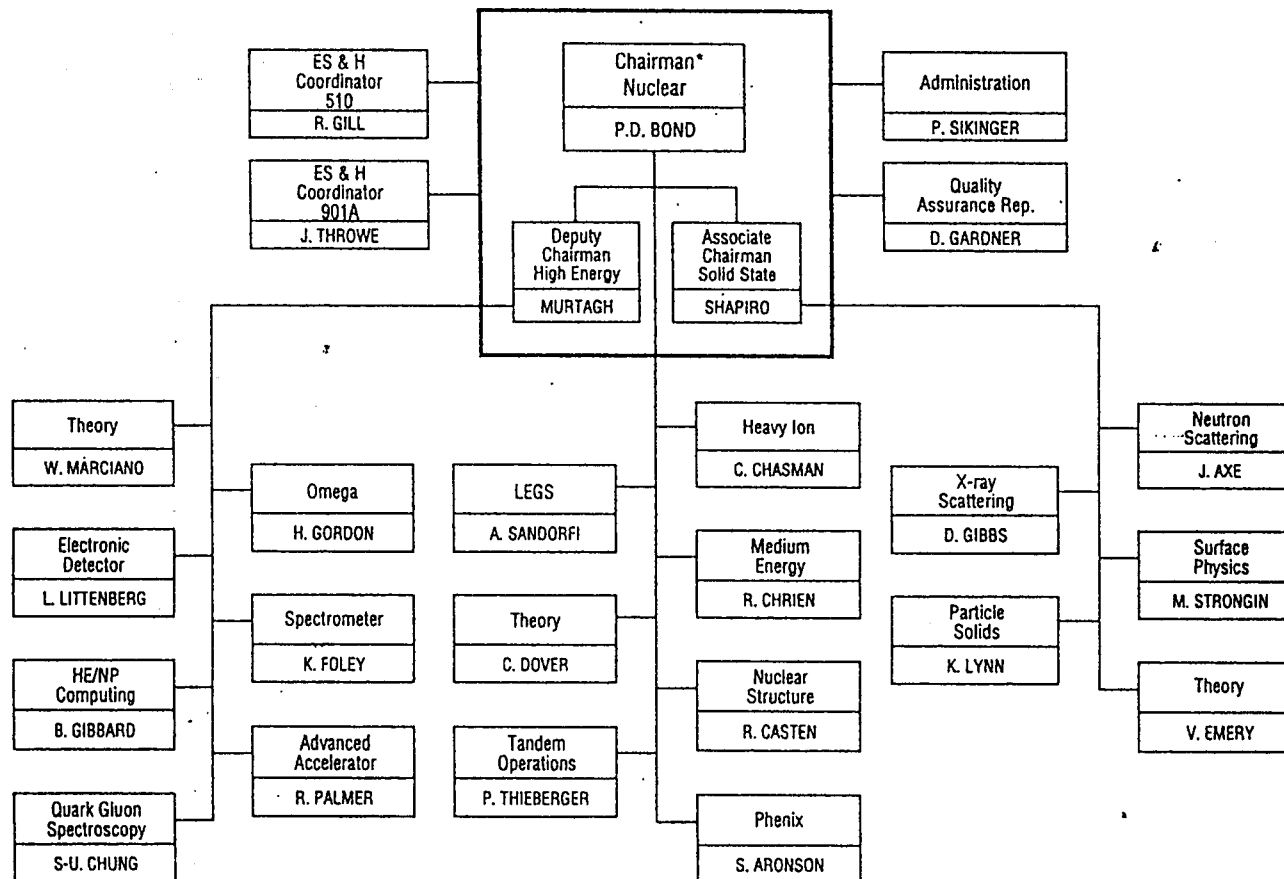 ES & H
Coordinator
510
R. GILL
Chairman*
Nuclear
P.D. BOND
Administration
P. SIKINGER
ES & H
Coordinator
901A
J. THROWE
Quality
Assurance Rep.
D. GARDNER
Deputy
Chairman
High Energy
MURTAGH
Associate
Chairman
Solid State
SHAPIRO
Theory
W. MARCIANO
Omega
H. GORDON
Electronic
Detector
L. LITTENBERG
Spectrometer
K. FOLEY
HE/NP
Computing
B. GIBBARD
Advanced
Accelerator
R. PALMER
Quark Gluon
Spectroscopy
S-U. CHUNG
Heavy Ion
C. CHASMAN
LEGS
A. SANDORFI
Medium
Energy
R. CHRIEN
Theory
C. DOVER
Nuclear
Structure
R. CASTEN
Tandem
Operations
P. THIEBERGER
Phenix
S. ARONSON
Neutron
Scattering
J. AXE
X-ray
Scattering
D. GIBBS
Surface
Physics
M. STRONGIN
Particle
Solids
K. LYNN
Theory
V. EMERY